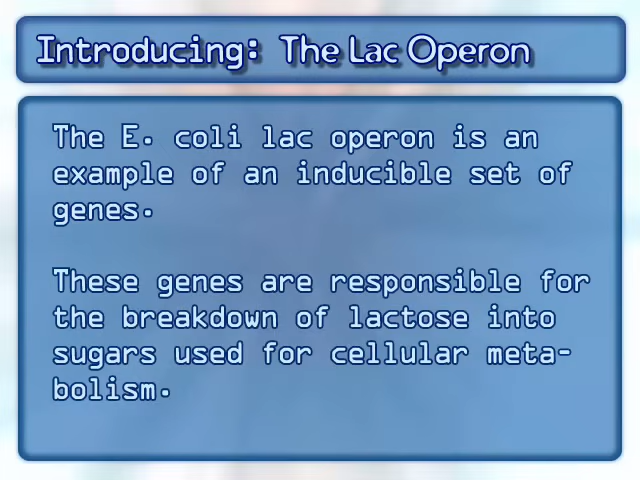 Introducing: The Lac Operon
The E. coli lac operon is an
example of an inducible set of
genes.
These genes are responsible for
the breakdown of lactose into
sugars used for cellular meta-
bolism.